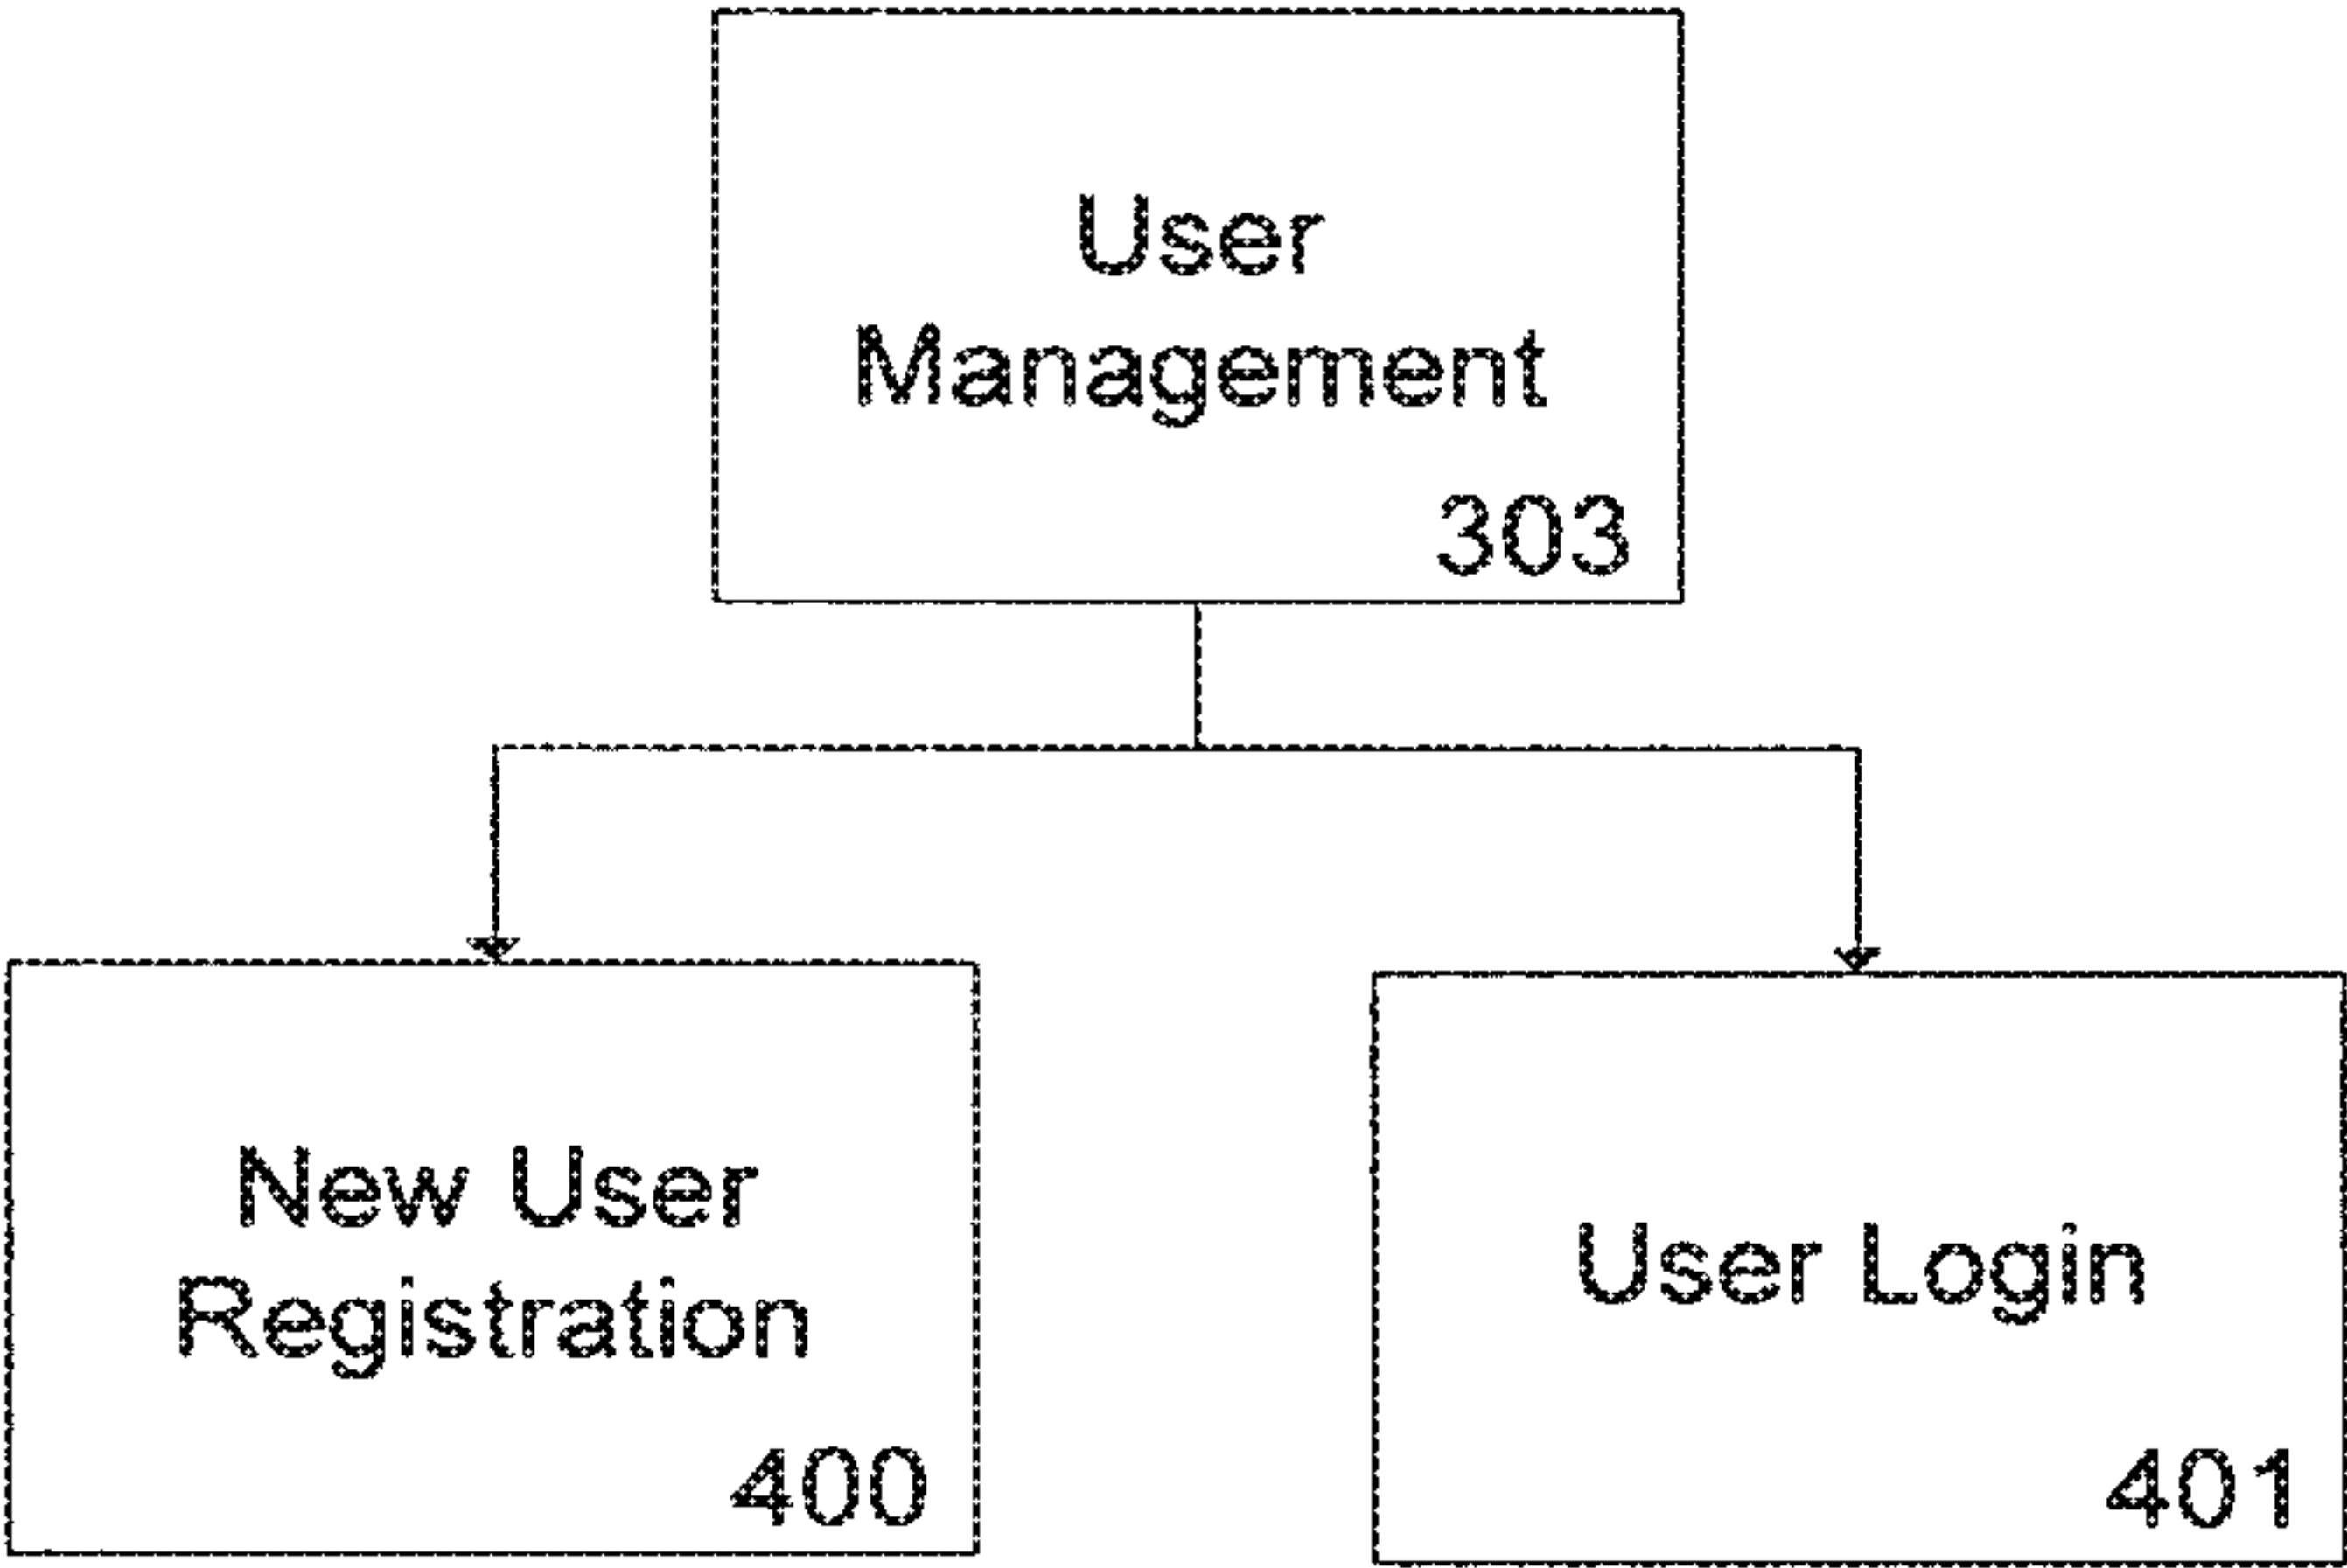 User
Management
303
New User
Registration
400
User Login
401